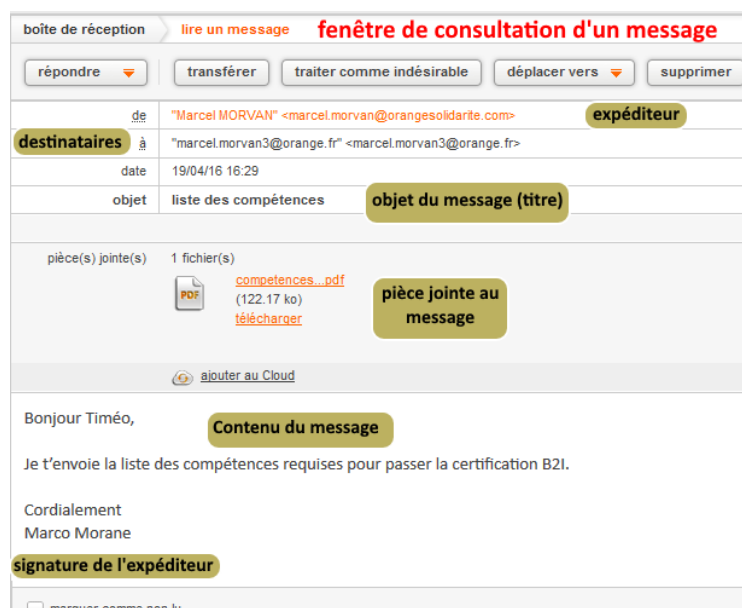 boîte de réception lire un message fenêtre de consultation d'un message
répondre transférer traiter comme indésirable déplacer vers supprimer
de "Marcel MORVAN" <marcel.morvan@orangesolidarite.com> expéditeur
destinataires à "marcel.morvan3@orange.fr" <marcel.morvan3@orange.fr>
date 19/04/16 16:29
objet liste des compétences objet du message (titre)
pièce(s) jointe(s) 1 fichier(s)
PDF competences...pdf
(122.17 ko)
télécharger
pièce jointe au
message
ajouter au Cloud
Bonjour Timéo,
Contenu du message
Je t'envoie la liste des compétences requises pour passer la certification B2I.
Cordialement
Marco Morane
signature de l'expéditeur